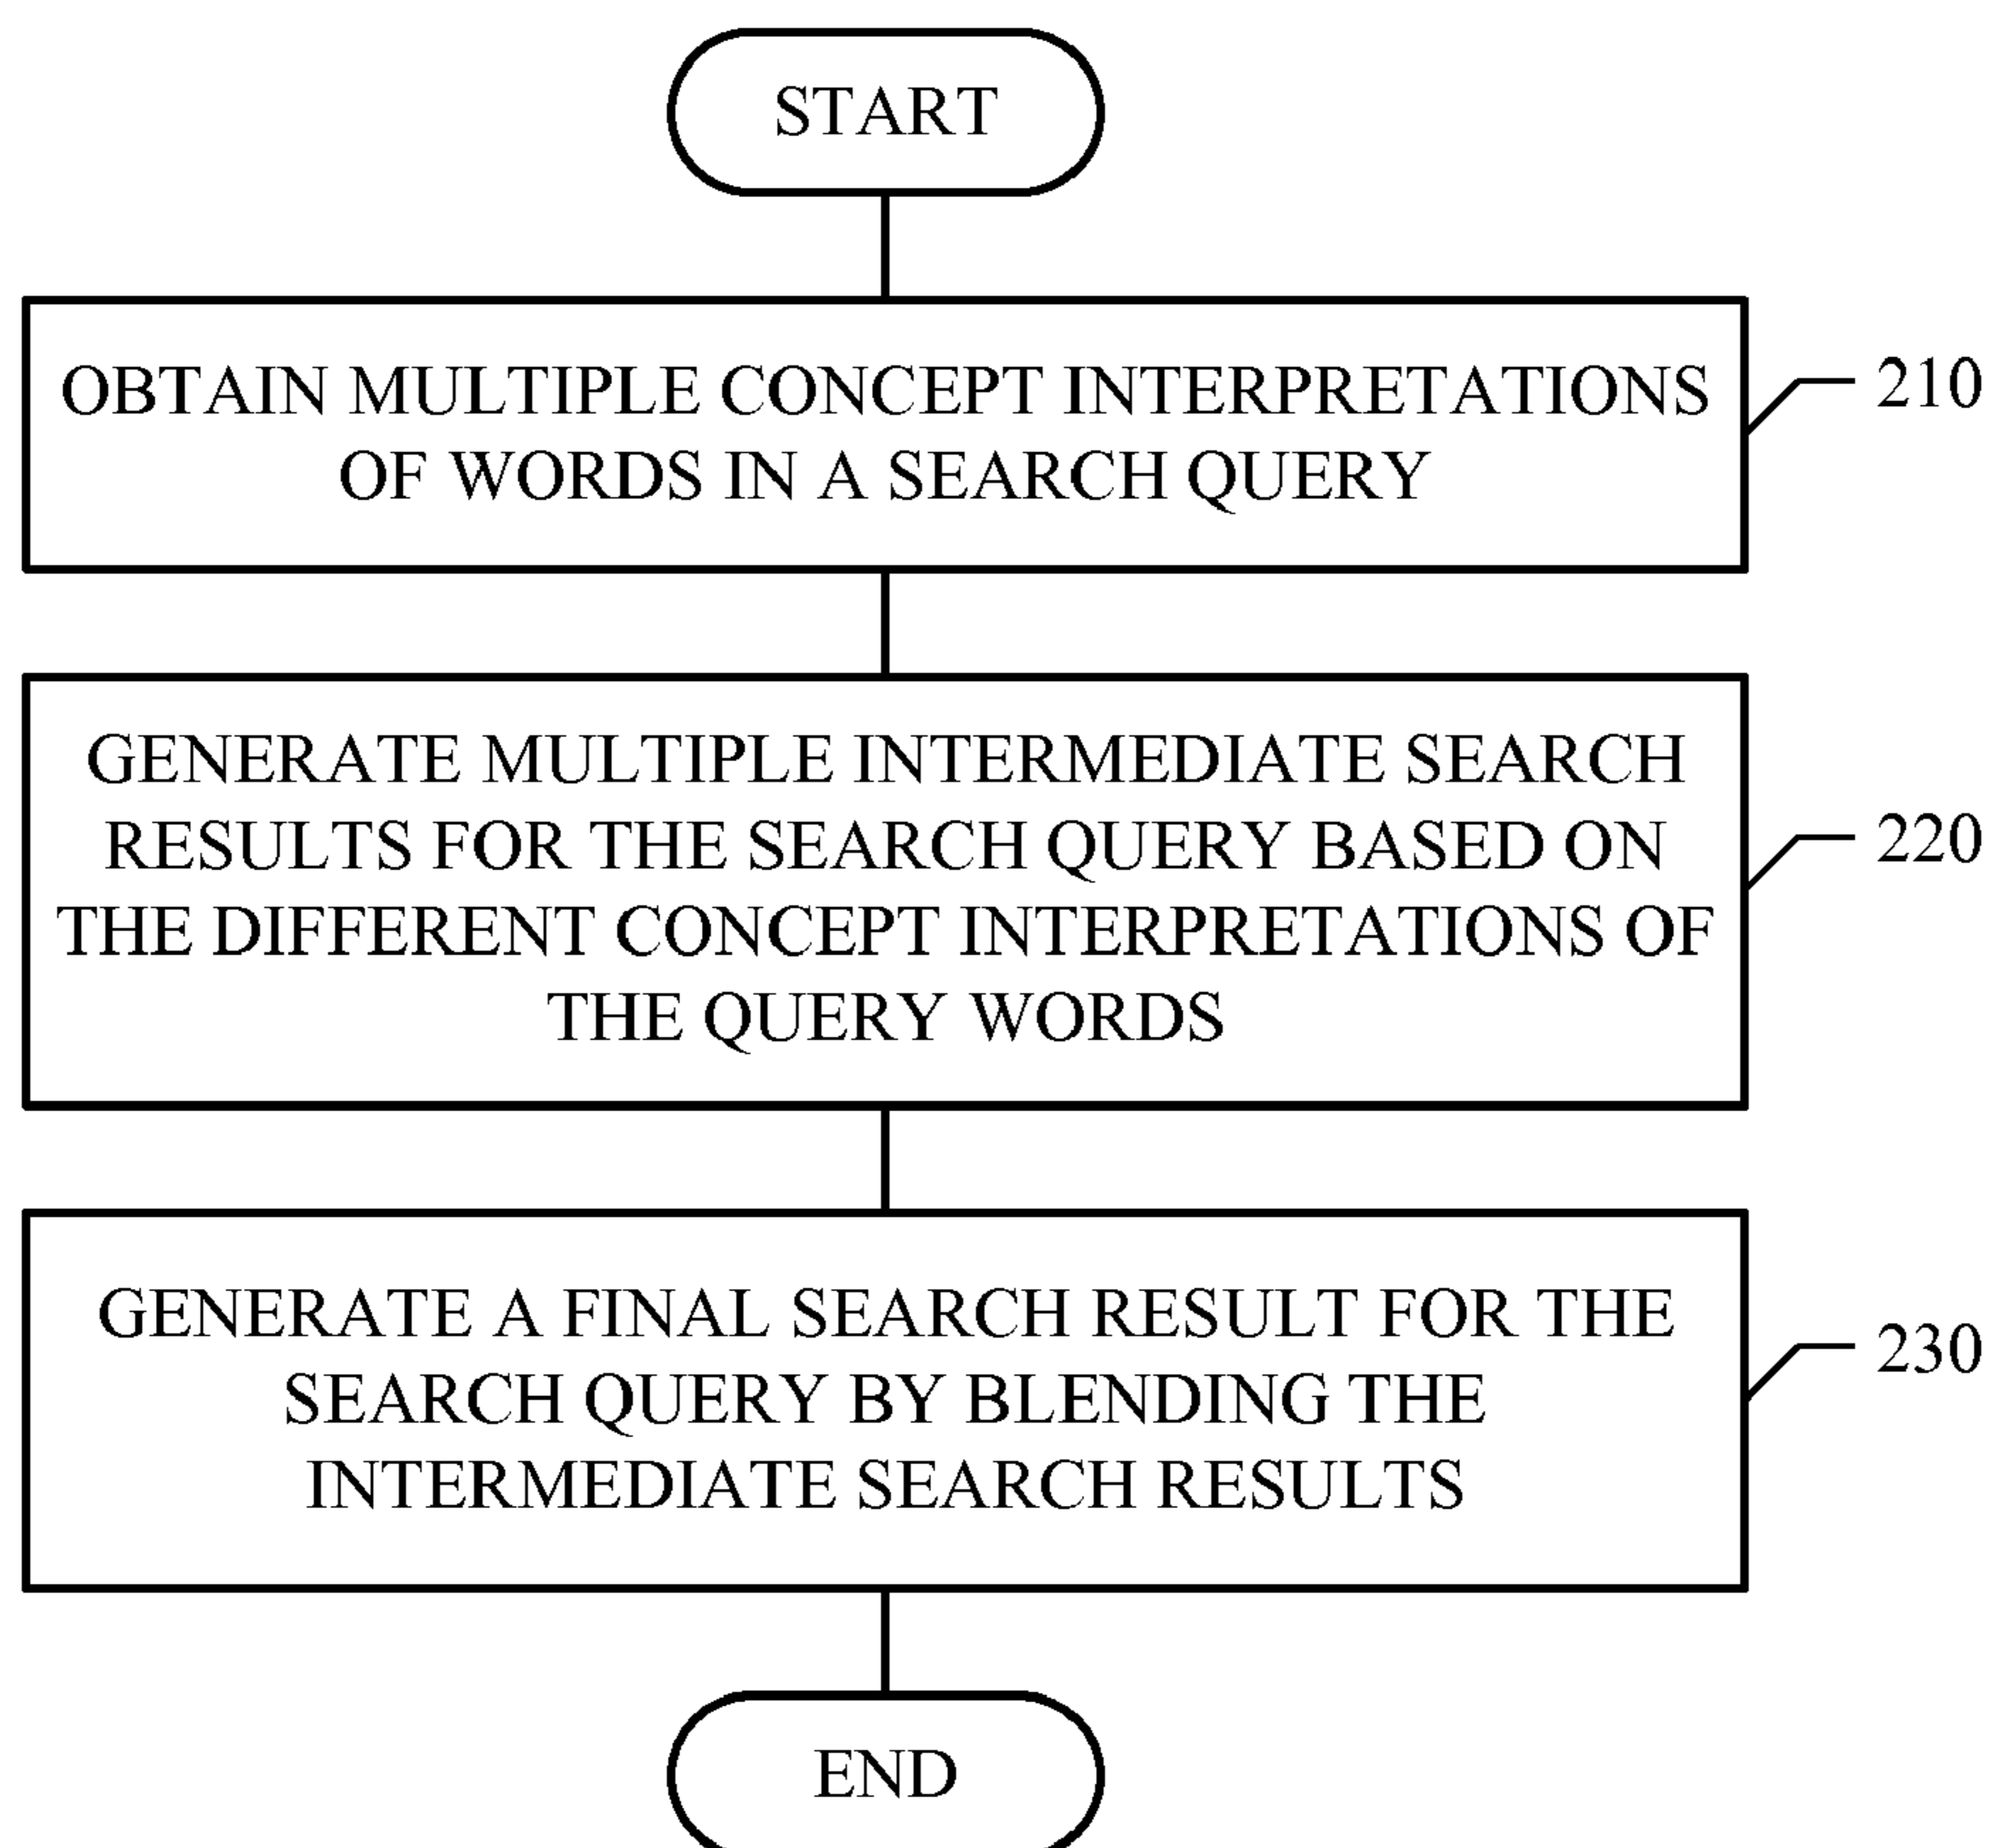 START
OBTAIN MULTIPLE CONCEPT INTERPRETATIONS
OF WORDS IN A SEARCH QUERY
210
GENERATE MULTIPLE INTERMEDIATE SEARCH
RESULTS FOR THE SEARCH QUERY BASED ON
THE DIFFERENT CONCEPT INTERPRETATIONS OF
THE QUERY WORDS
220
GENERATE A FINAL SEARCH RESULT FOR THE
SEARCH QUERY BY BLENDING THE
INTERMEDIATE SEARCH RESULTS
230
END